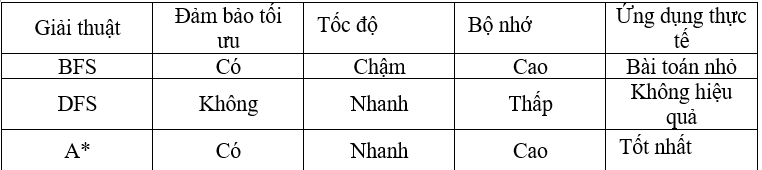 Giải thuật Đảm bảo tối ưu Tốc độ Bộ nhớ Ứng dụng thực tế
BFS Có Chậm Cao Bài toán nhỏ
DFS Không Nhanh Thấp Không hiệu quả
A* Có Nhanh Cao Tốt nhất